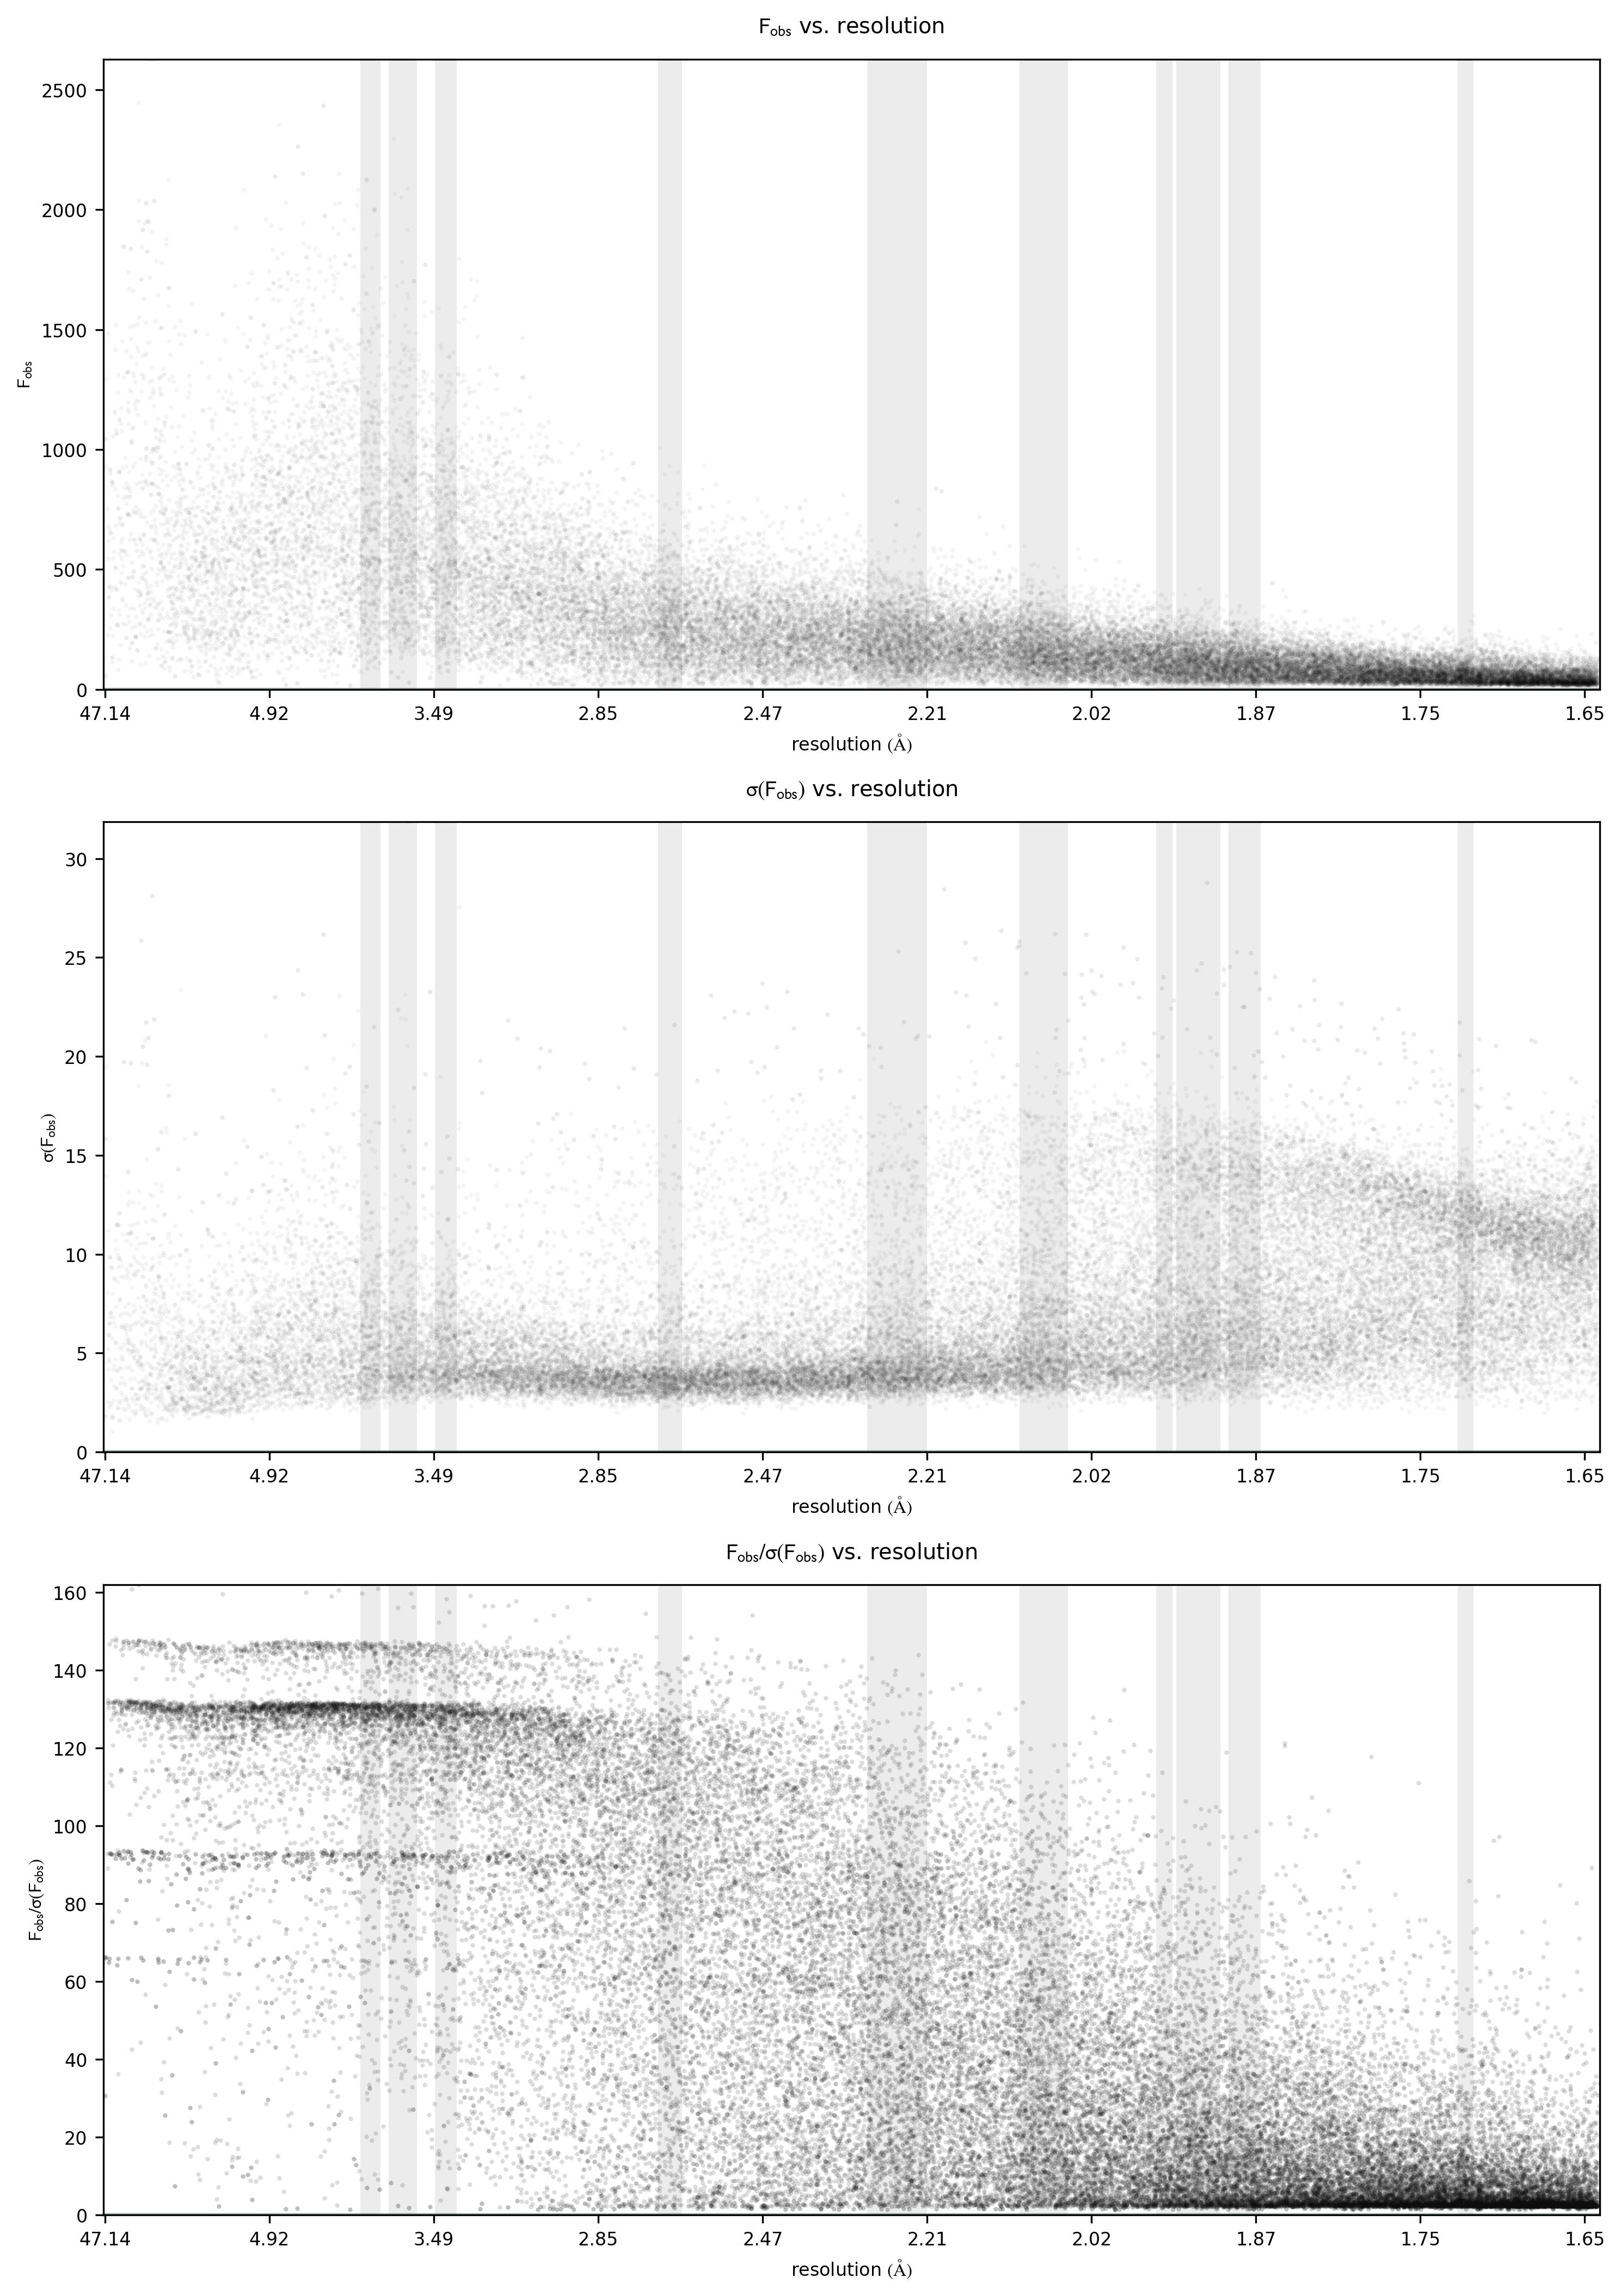 Fobs vs. resolution
2500
2000
1500
1000
500
0
Fobs
47.14 4.92 3.49 2.85 2.47 2.21 2.02 1.87 1.75 1.65
resolution (Å)
σ(Fobs) vs. resolution
30
25
20
15
10
5
0
σ(Fobs)
47.14 4.92 3.49 2.85 2.47 2.21 2.02 1.87 1.75 1.65
resolution (Å)
Fobs/σ(Fobs) vs. resolution
160
140
120
100
80
60
40
20
0
Fobs/σ(Fobs)
47.14 4.92 3.49 2.85 2.47 2.21 2.02 1.87 1.75 1.65
resolution (Å)